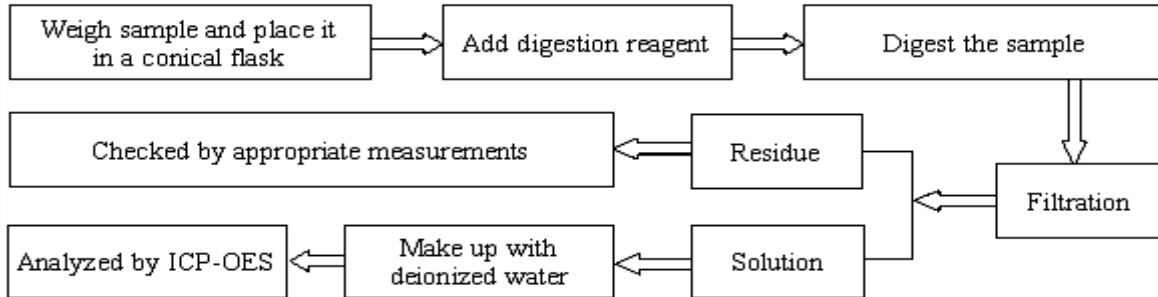 Weigh sample and place it
in a conical flask
Add digestion reagent
Digest the sample
Checked by appropriate measurements
Residue
Filtration
Analyzed by ICP-OES
Make up with
deionized water
Solution